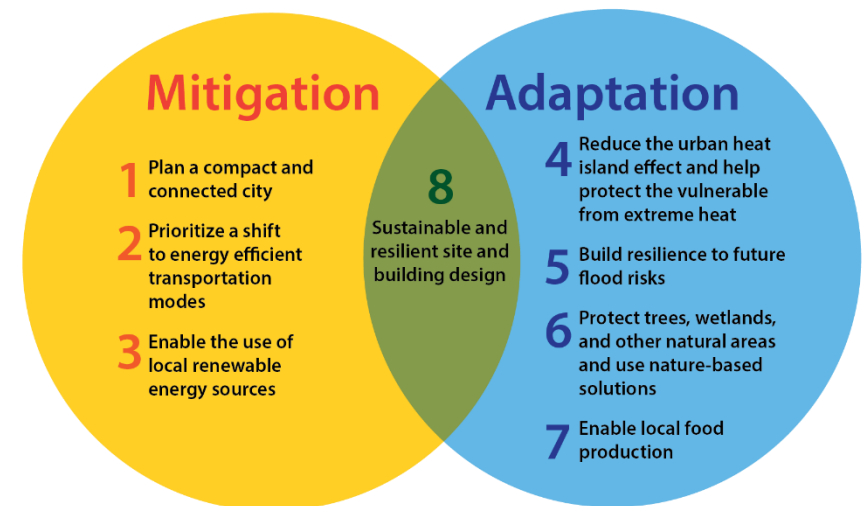 Mitigation
1 Plan a compact and
connected city
2 Prioritize a shift
to energy efficient
transportation
modes
3 Enable the use of
local renewable
energy sources
8
Sustainable and
resilient site and
building design
Adaptation
4 Reduce the urban heat
island effect and help
protect the vulnerable
from extreme heat
5 Build resilience to future
flood risks
6 Protect trees, wetlands,
and other natural areas
and use nature-based
solutions
7 Enable local food
production